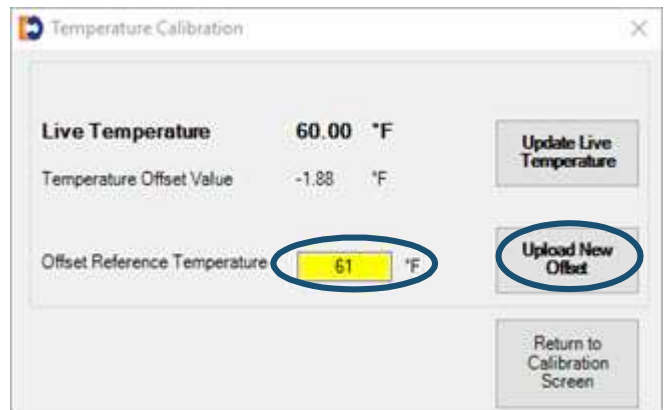 Temperature Calibration
Live Temperature 60.00 °F
Update Live
Temperature
Temperature Offset Value -1.88 °F
Offset Reference Temperature 61 °F
Upload New
Offset
Return to
Calibration
Screen